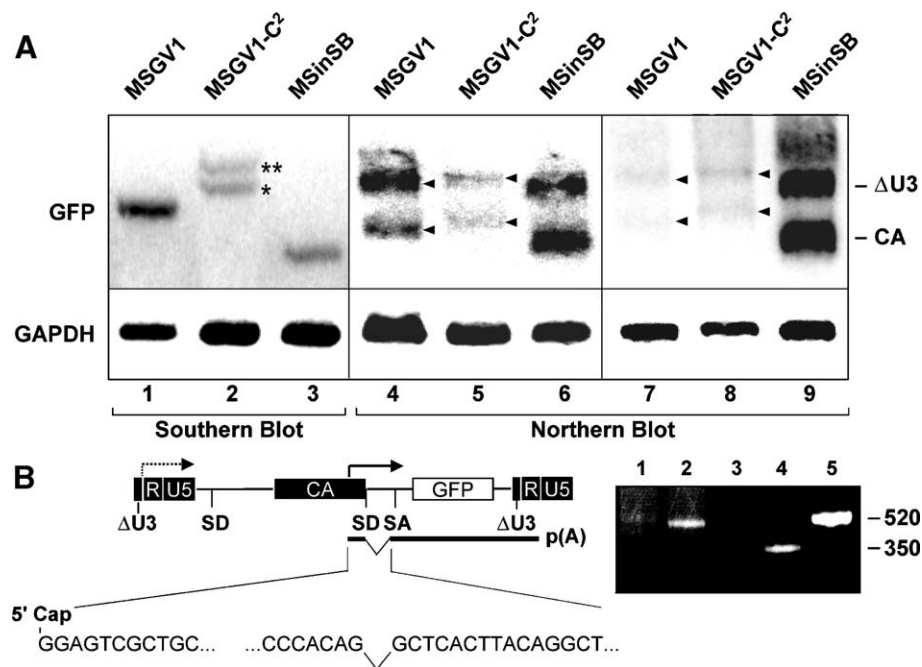 A
MSGV1 MSGV1-C² MSinSB MSGV1 MSGV1-C² MSinSB MSGV1 MSGV1-C² MSinSB
**
*
GFP
– ΔU3
– CA
GAPDH
1 2 3 4 5 6 7 8 9
Southern Blot Northern Blot
B
R U5 CA GFP R U5
ΔU3 SD SD SA ΔU3
p(A)
1 2 3 4 5
–520
–350
5' Cap
GGAGTCGCTGC... ...CCCACAG GCTCACTTACAGGCT...